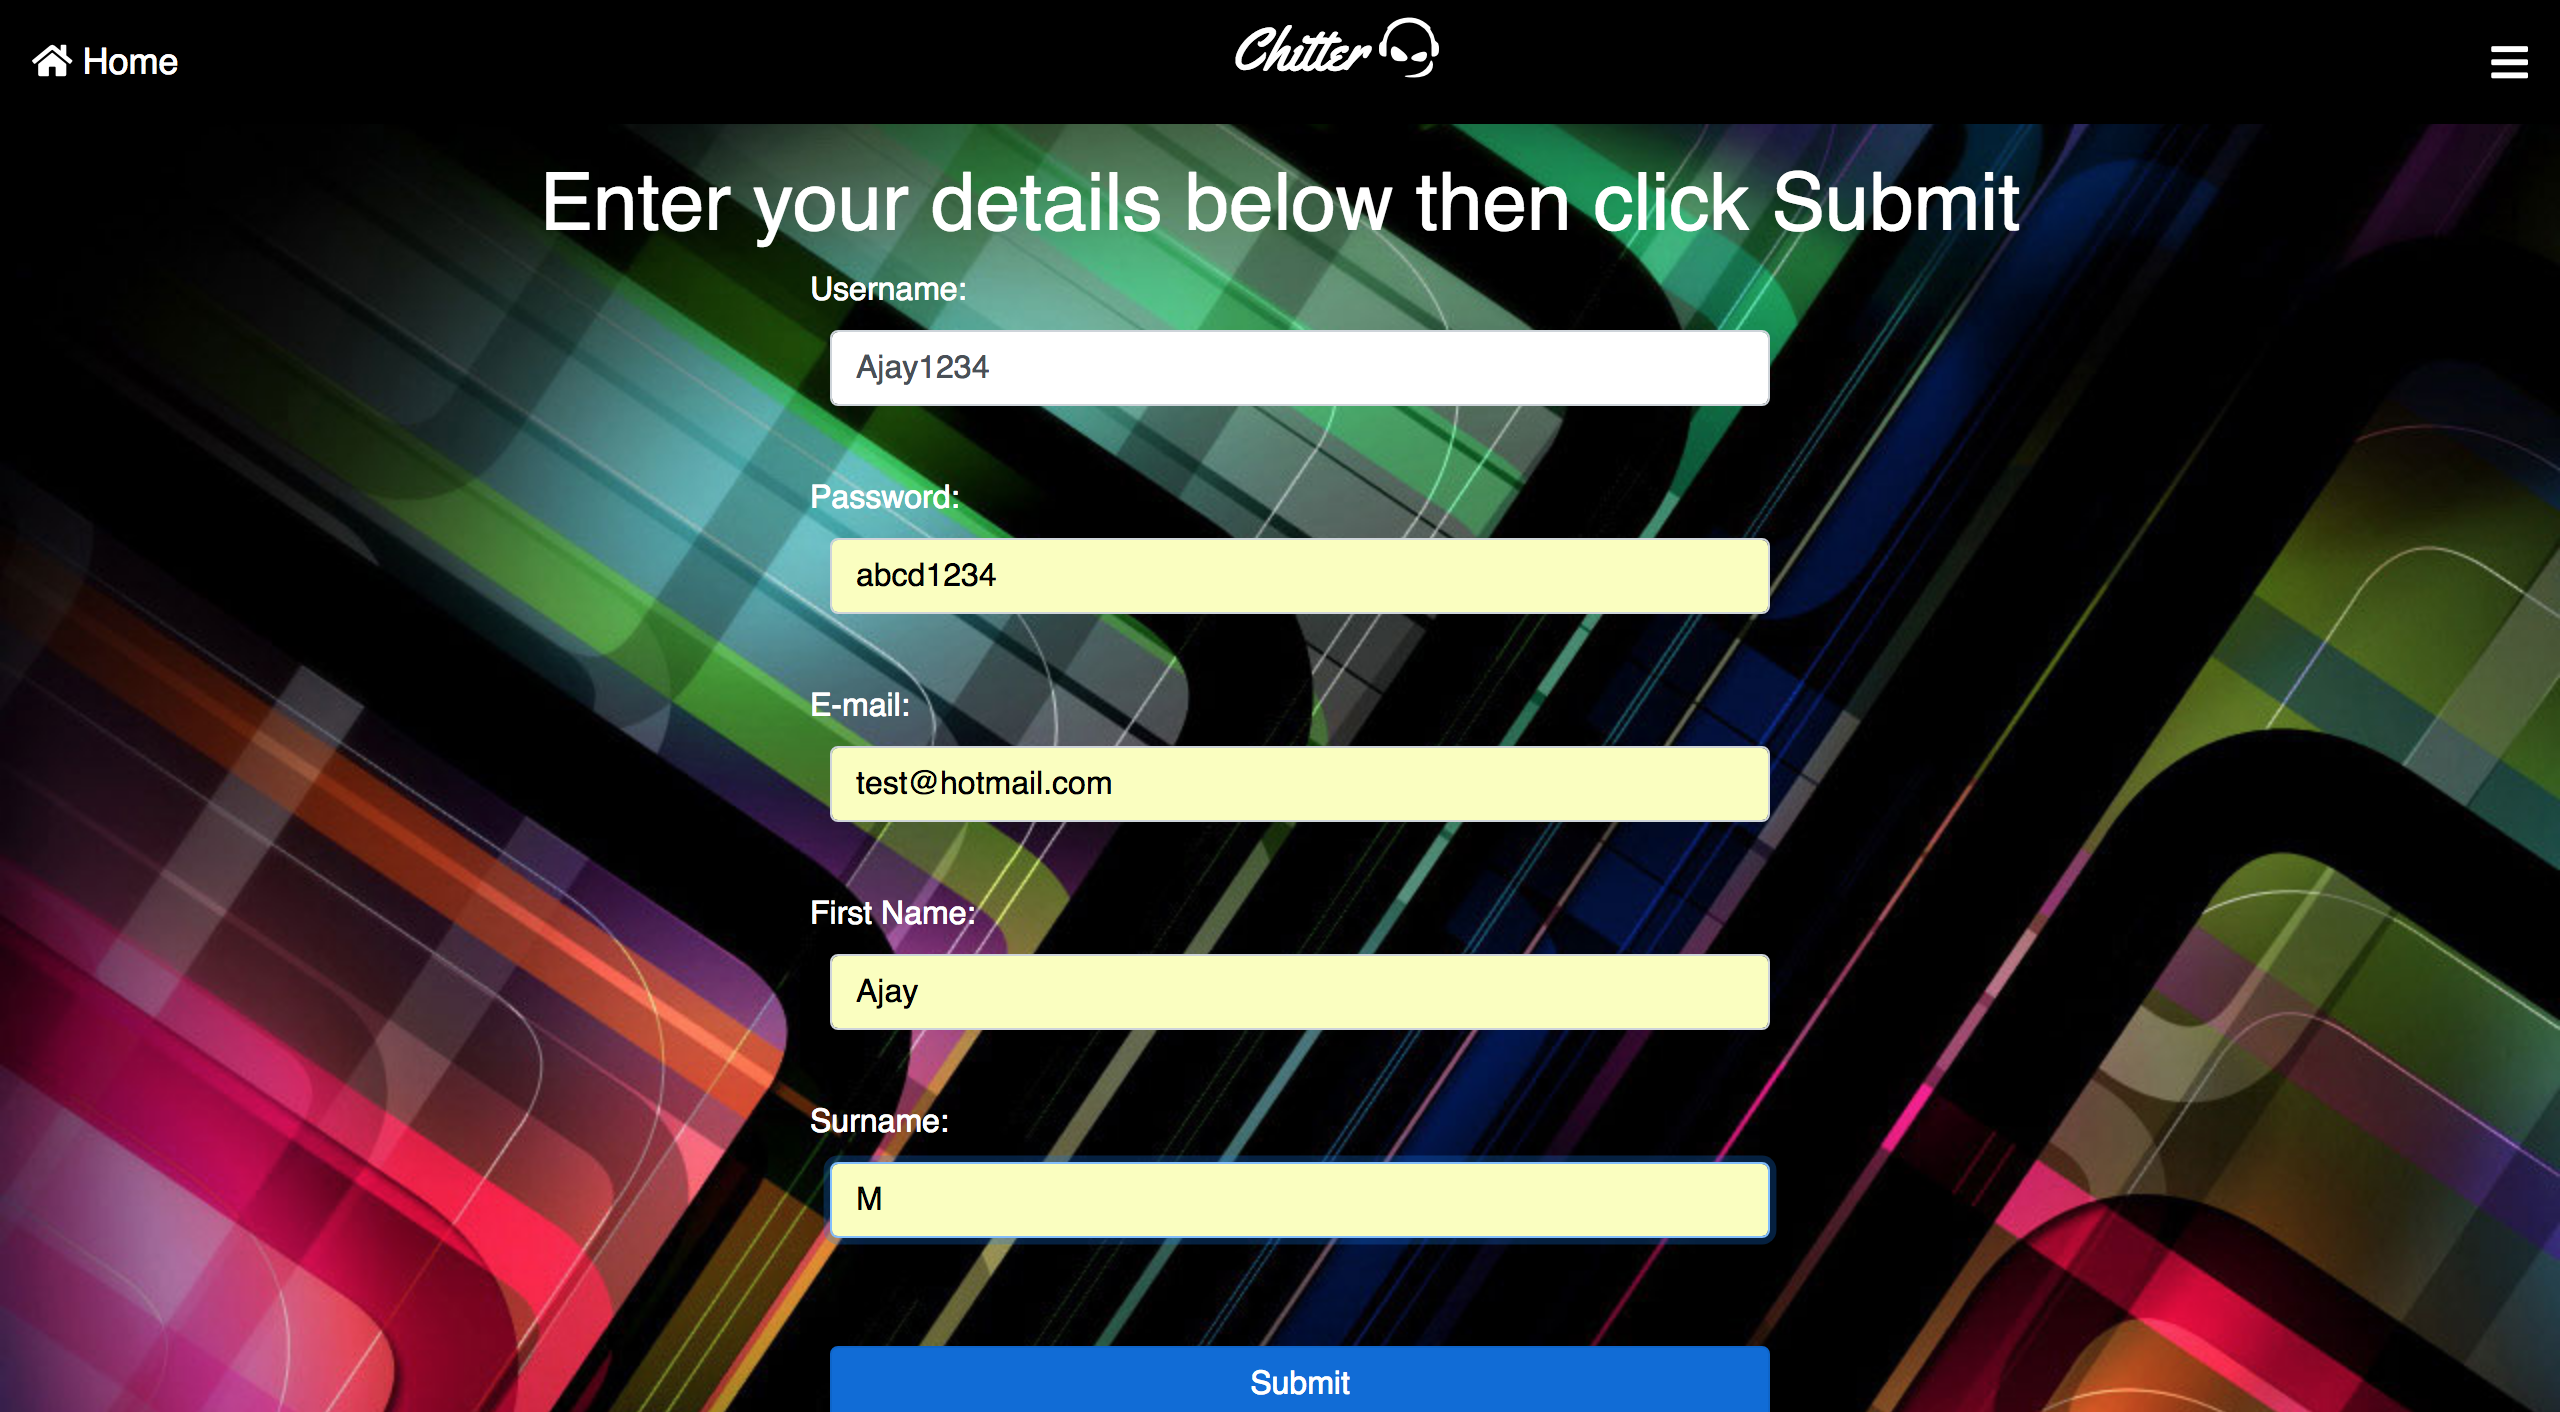 Home
Chitter
Enter your details below then click Submit
Username:
Ajay1234
Password:
abcd1234
E-mail:
test@hotmail.com
First Name:
Ajay
Surname:
M
Submit